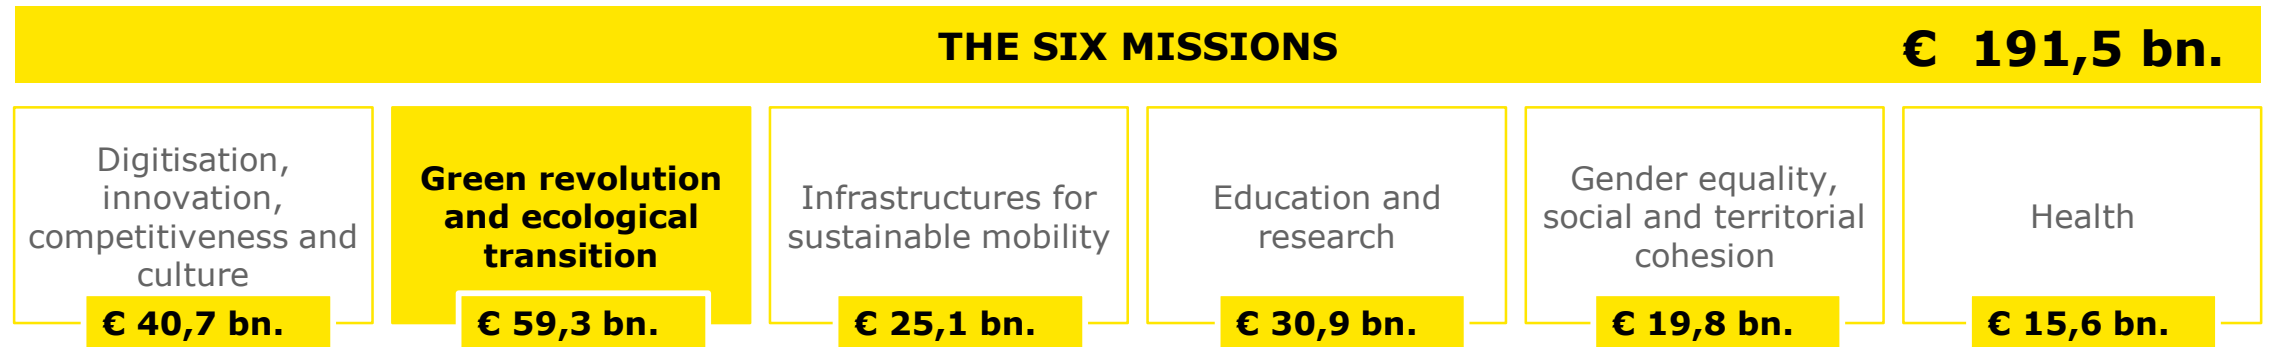 THE SIX MISSIONS
€ 191,5 bn.
Digitisation,
innovation,
competitiveness and
culture
€ 40,7 bn.
Green revolution
and ecological
transition
€ 59,3 bn.
Infrastructures for
sustainable mobility
€ 25,1 bn.
Education and
research
€ 30,9 bn.
Gender equality,
social and territorial
cohesion
€ 19,8 bn.
Health
€ 15,6 bn.